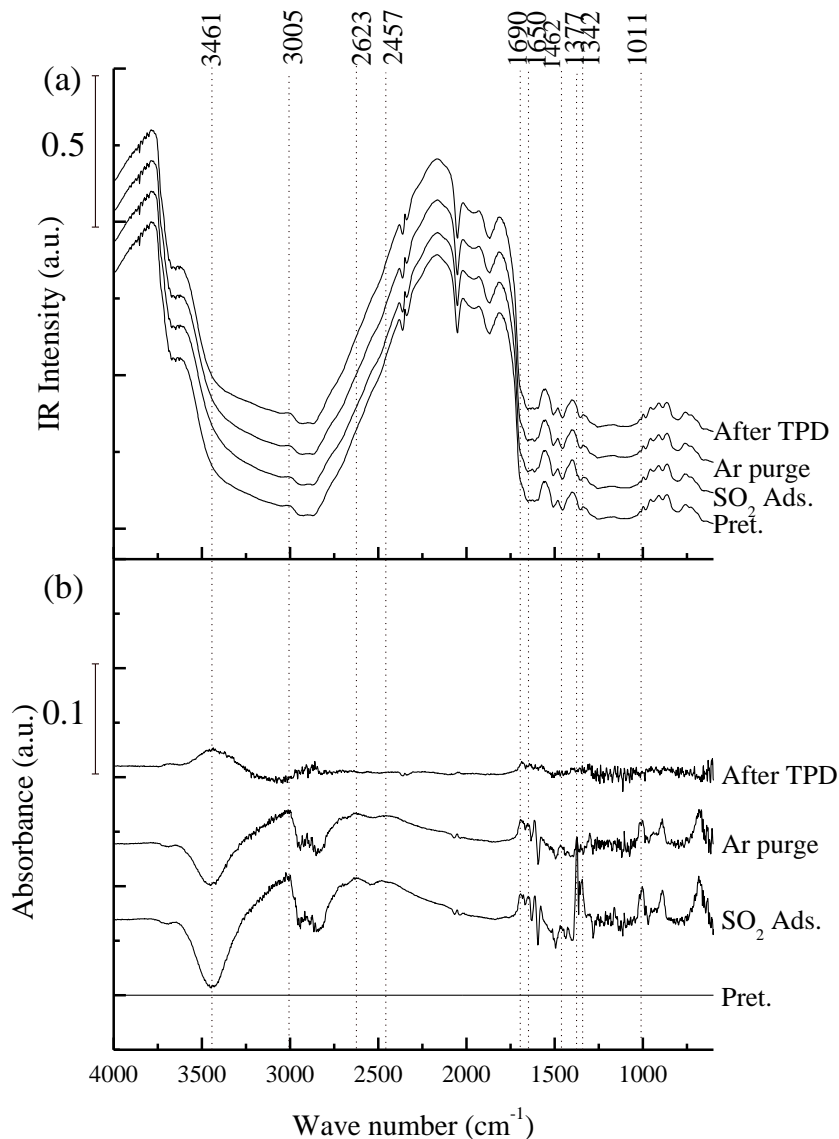 3461 3005 2623 2457 1690 1650 1462 1377 1342 1011
(a)
0.5
IR Intensity (a.u.)
After TPD
Ar purge
SO₂ Ads.
Pret.
(b)
0.1
Absorbance (a.u.)
After TPD
Ar purge
SO₂ Ads.
Pret.
4000 3500 3000 2500 2000 1500 1000
Wave number (cm⁻¹)